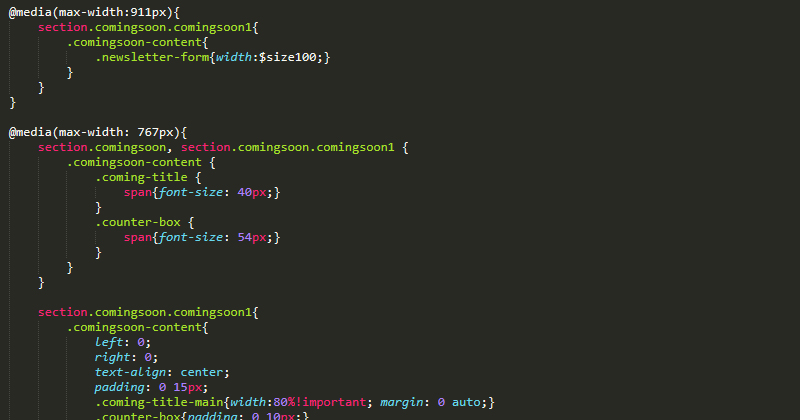 @media(max-width:911px){
section.comingsoon.comingsoon1{
.comingsoon-content{
.newsletter-form{width:$size100;}
}
}
}
@media(max-width: 767px){
section.comingsoon, section.comingsoon.comingsoon1 {
.comingsoon-content {
.coming-title {
span{font-size: 40px;}
}
.counter-box {
span{font-size: 54px;}
}
}
}
section.comingsoon.comingsoon1{
.comingsoon-content{
left: 0;
right: 0;
text-align: center;
padding: 0 15px;
.coming-title-main{width:80%!important; margin: 0 auto;}
.counter-box{padding: 0 10px;}